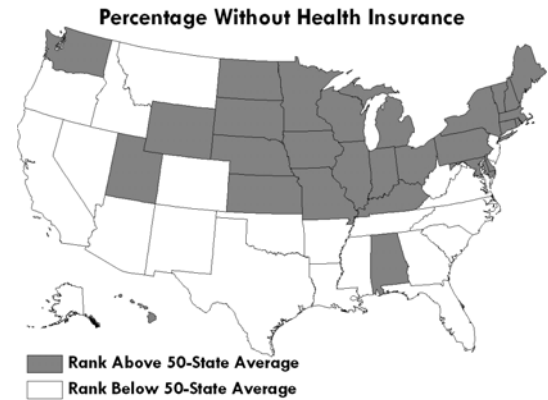 Percentage Without Health Insurance
Rank Above 50-State Average
Rank Below 50-State Average